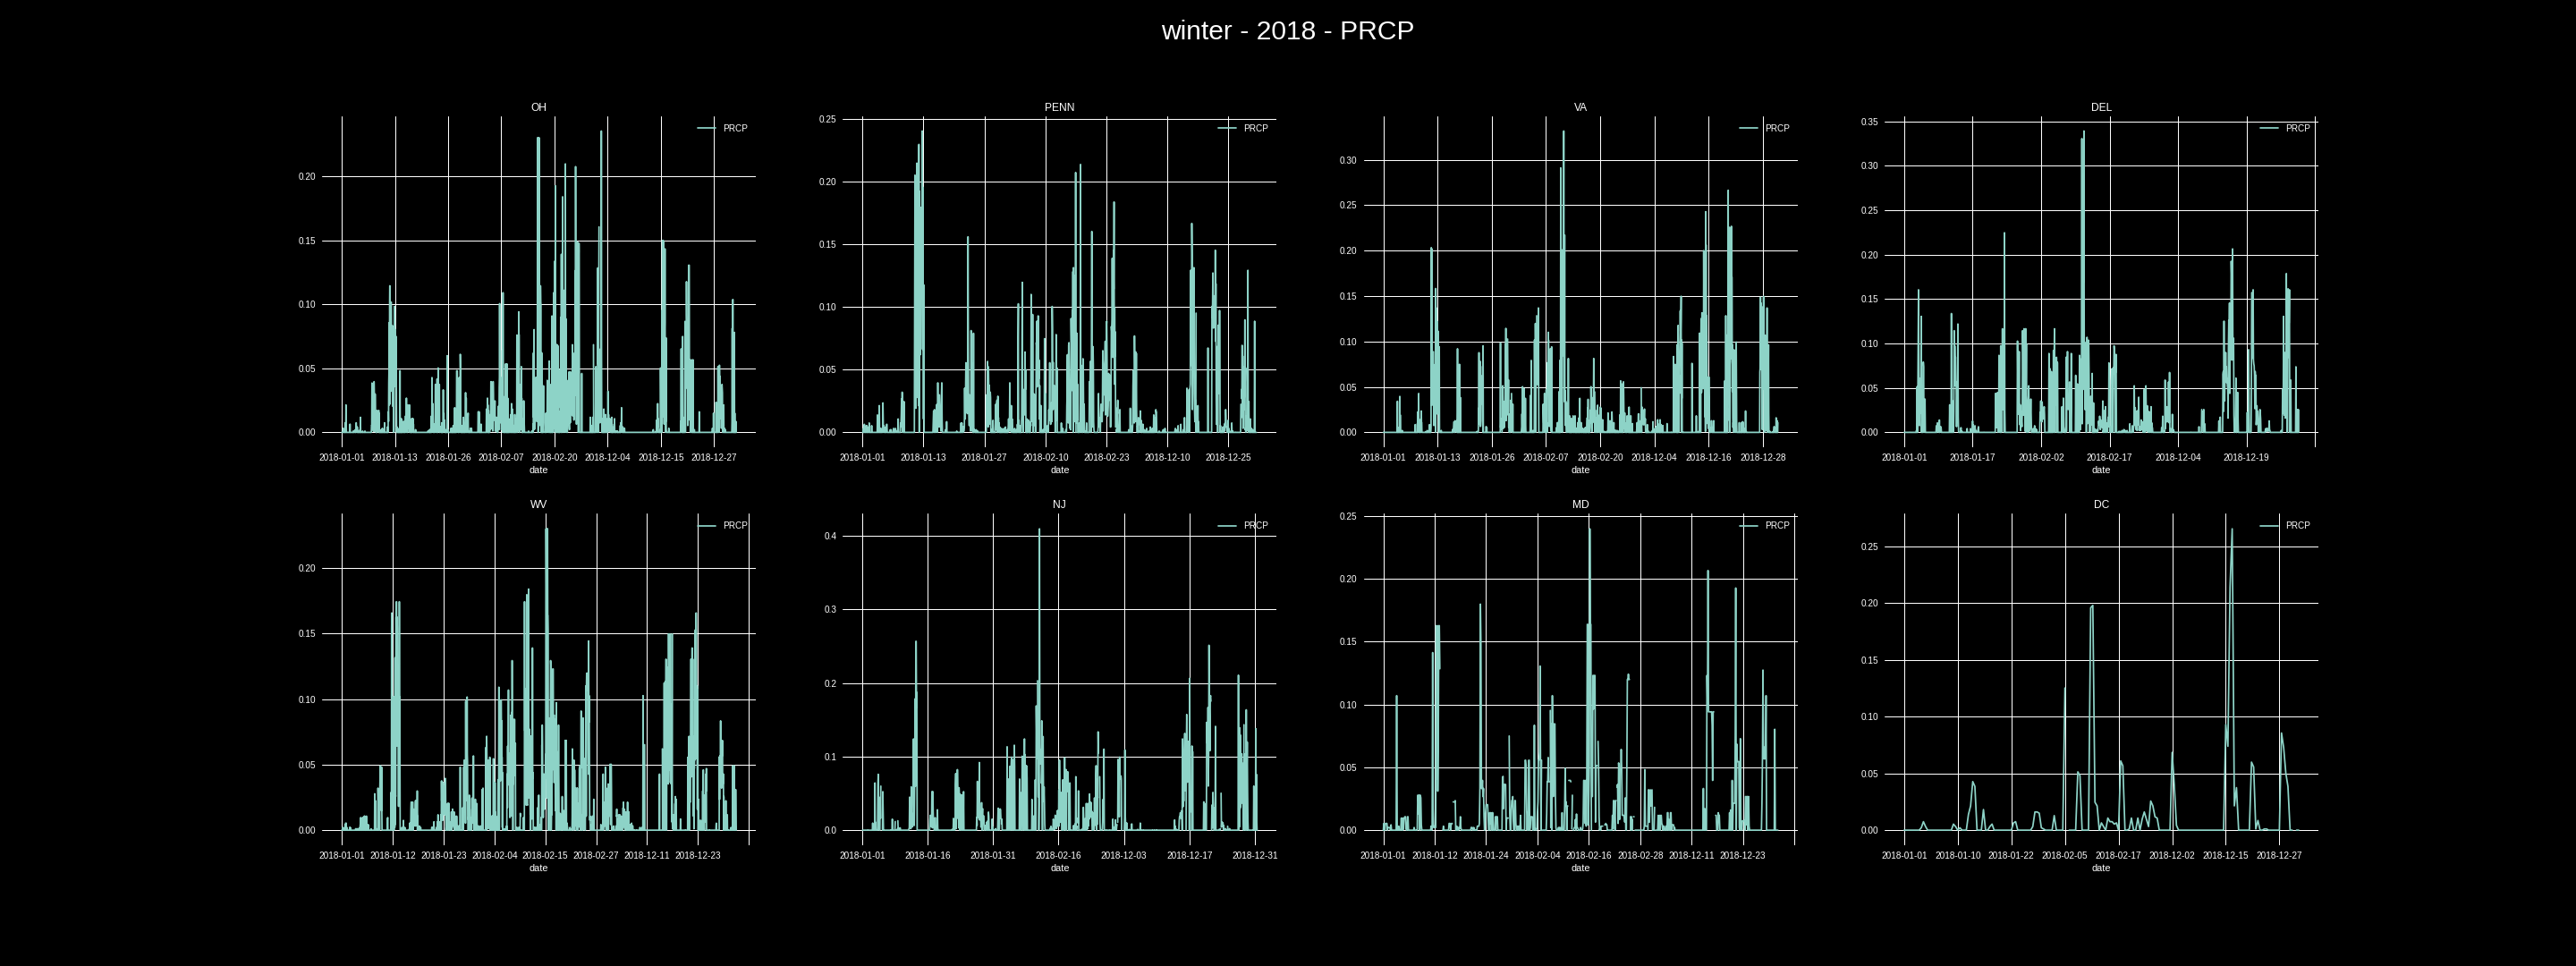 winter - 2018 - PRCP
OH
PRCP
0.20
0.15
0.10
0.05
0.00
2018-01-01 2018-01-13 2018-01-26 2018-02-07 2018-02-20 2018-12-04 2018-12-15 2018-12-27
date
PENN
PRCP
0.25
0.20
0.15
0.10
0.05
0.00
2018-01-01 2018-01-13 2018-01-27 2018-02-10 2018-02-23 2018-12-10 2018-12-25
date
VA
PRCP
0.30
0.25
0.20
0.15
0.10
0.05
0.00
2018-01-01 2018-01-13 2018-01-26 2018-02-07 2018-02-20 2018-12-04 2018-12-16 2018-12-28
date
DEL
PRCP
0.35
0.30
0.25
0.20
0.15
0.10
0.05
0.00
2018-01-01 2018-01-17 2018-02-02 2018-02-17 2018-12-04 2018-12-19
date
WV
PRCP
0.20
0.15
0.10
0.05
0.00
2018-01-01 2018-01-12 2018-01-23 2018-02-04 2018-02-15 2018-02-27 2018-12-11 2018-12-23
date
NJ
PRCP
0.4
0.3
0.2
0.1
0.0
2018-01-01 2018-01-16 2018-01-31 2018-02-16 2018-12-03 2018-12-17 2018-12-31
date
MD
PRCP
0.25
0.20
0.15
0.10
0.05
0.00
2018-01-01 2018-01-12 2018-01-24 2018-02-04 2018-02-16 2018-02-28 2018-12-11 2018-12-23
date
DC
PRCP
0.25
0.20
0.15
0.10
0.05
0.00
2018-01-01 2018-01-10 2018-01-22 2018-02-05 2018-02-17 2018-12-02 2018-12-15 2018-12-27
date